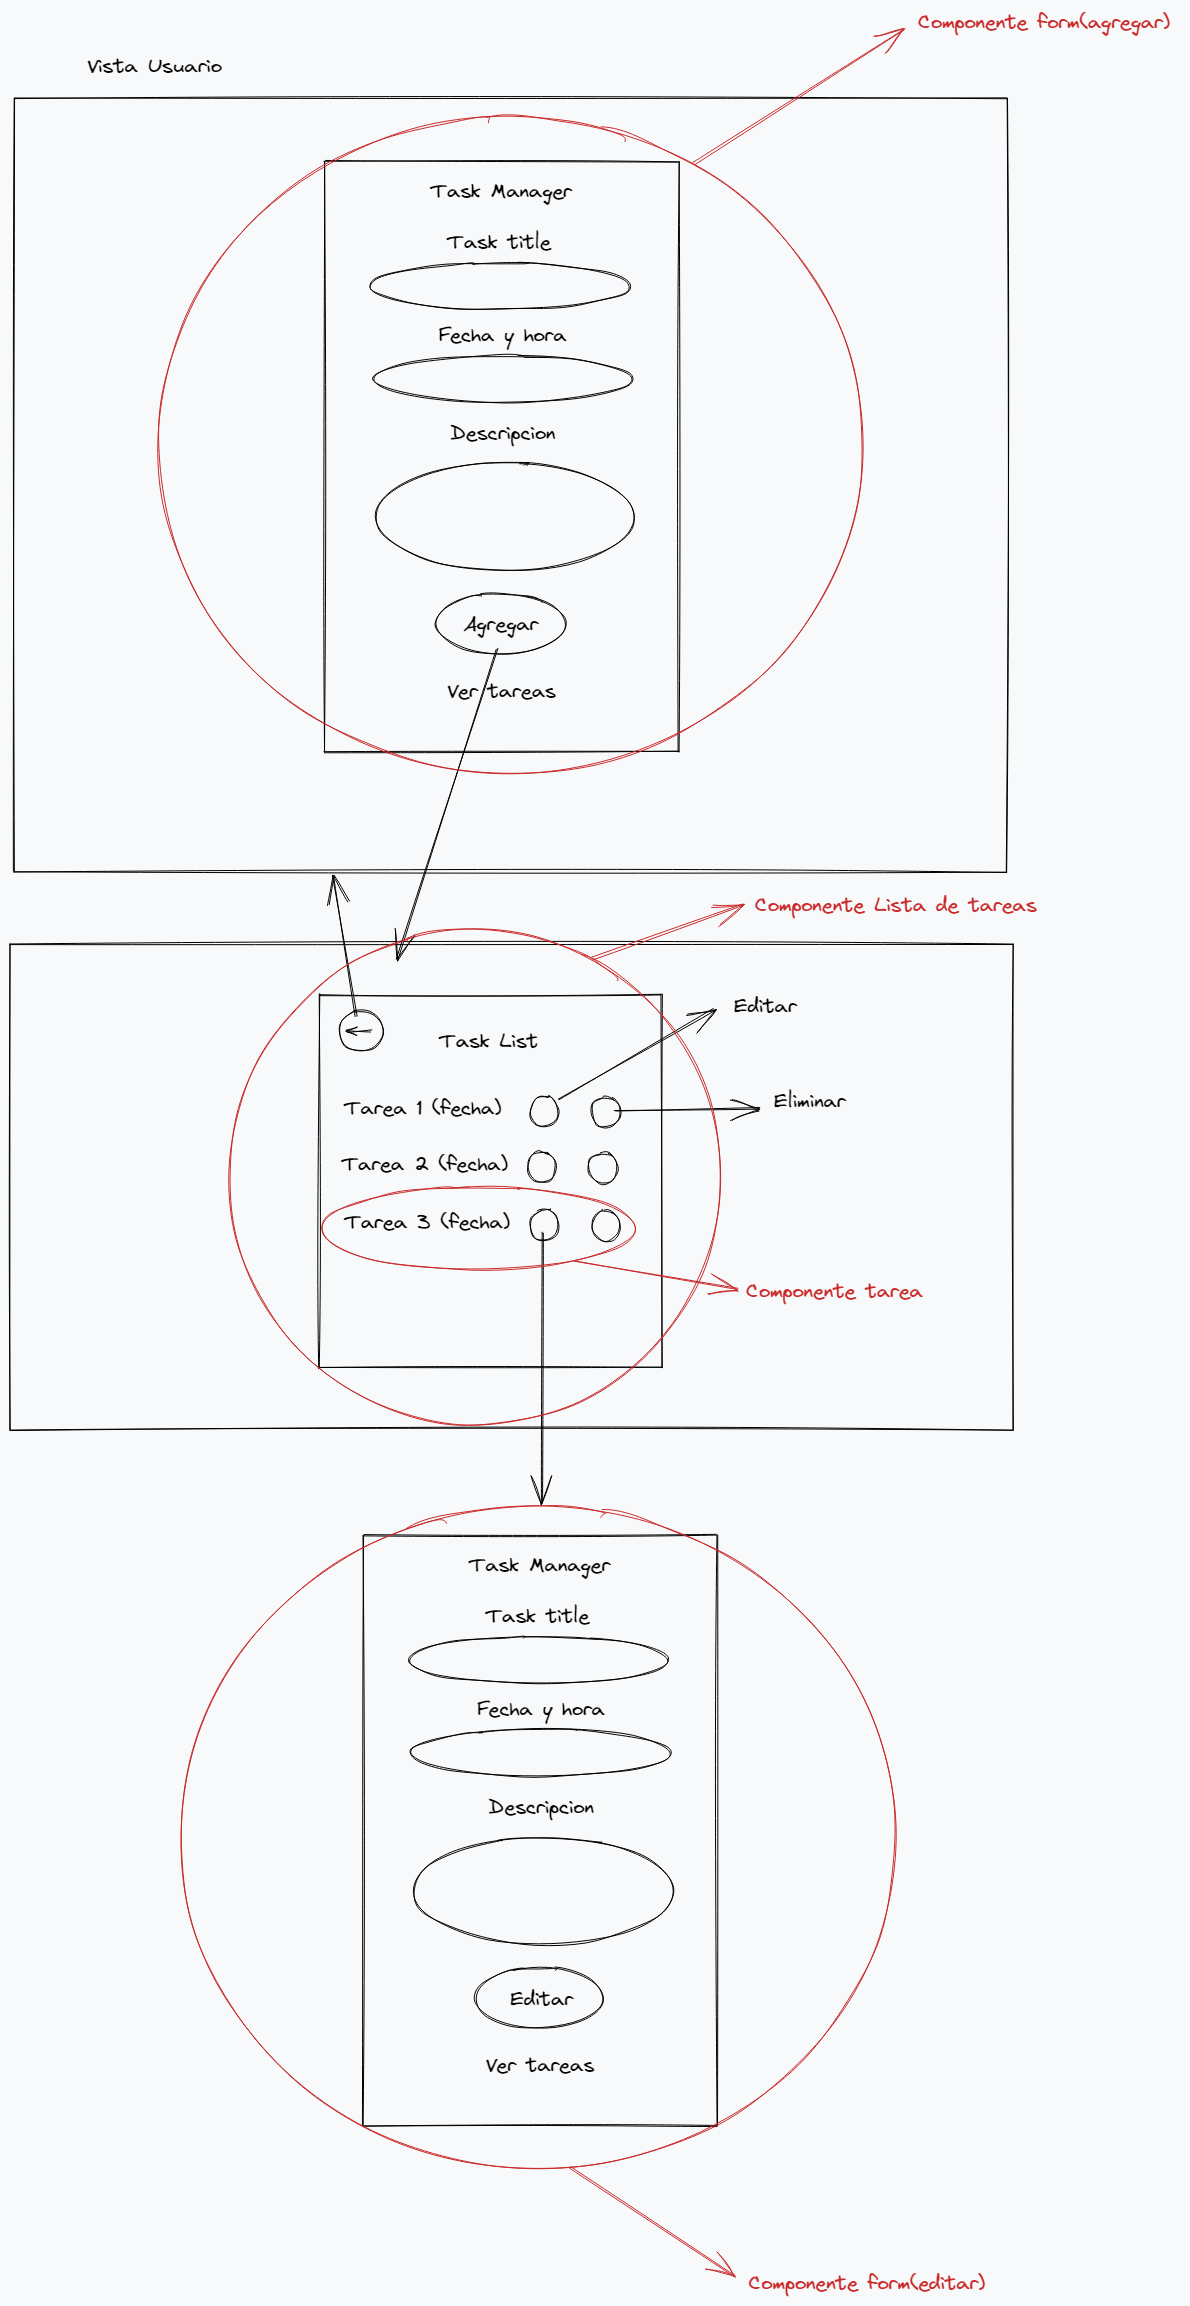 Componente form(agregar)
Vista Usuario
Task Manager
Task title
Fecha y hora
Descripcion
Agregar
Ver tareas
Componente Lista de tareas
Editar
Task List
Eliminar
Tarea 1 (fecha)
Tarea 2 (fecha)
Tarea 3 (fecha)
Componente tarea
Task Manager
Task title
Fecha y hora
Descripcion
Editar
Ver tareas
Componente form(editar)